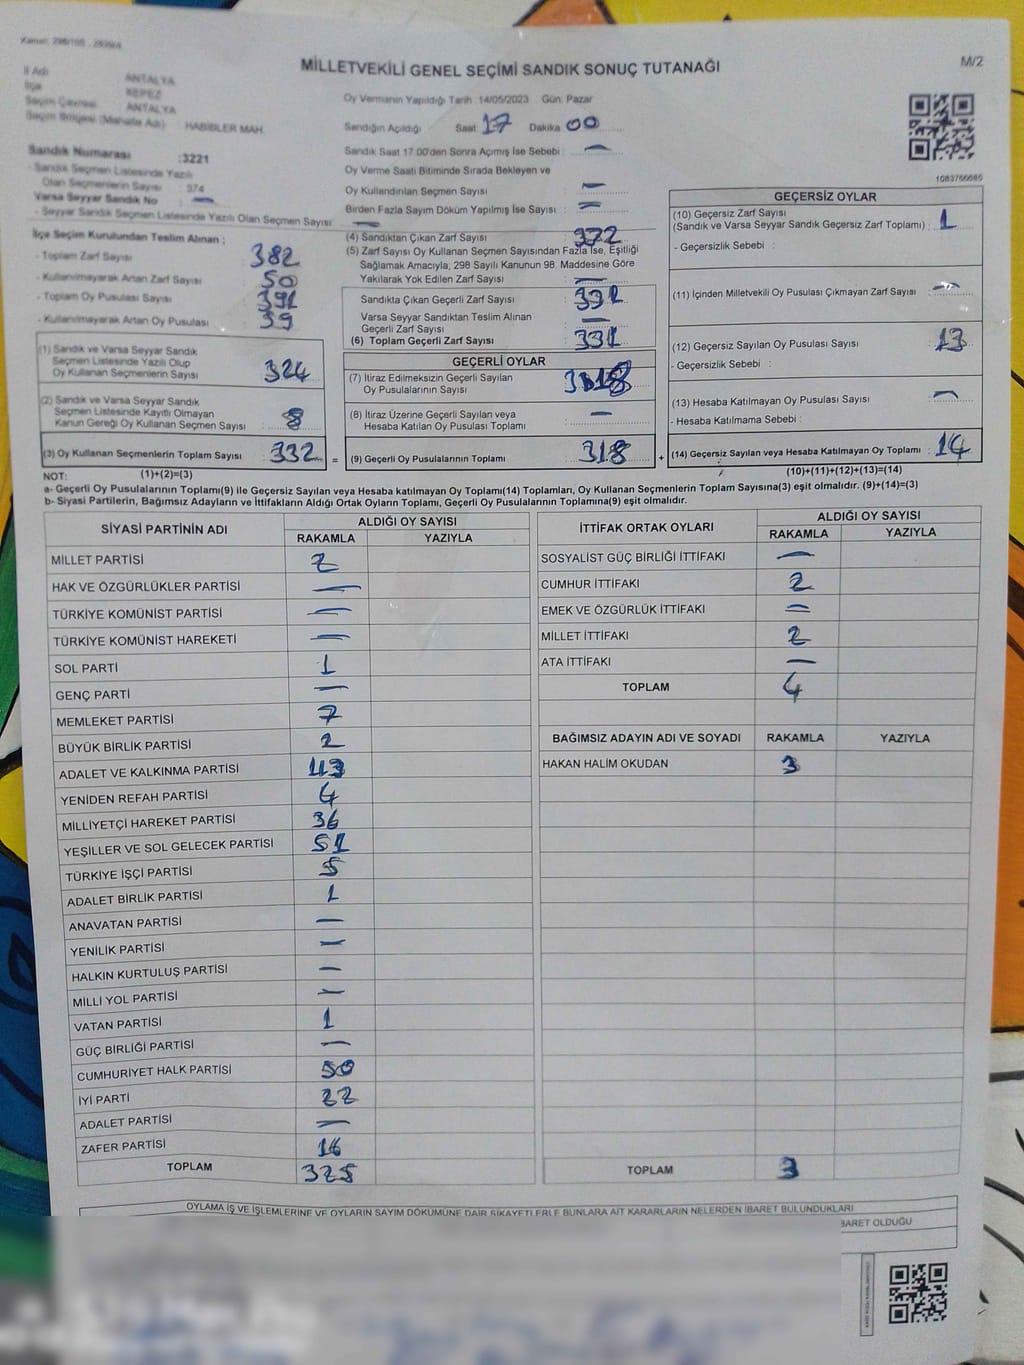 MİLLETVEKİLİ GENEL SEÇİMİ SANDIK SONUÇ TUTANAĞI
M/2
İl Adı ANTALYA
İlçe KEPEZ
Seçim Çevresi ANTALYA
Seçim Bölgesi (Mahalle Adı) : HABİBLER MAH.
Oy Vermenin Yapıldığı Tarih : 14/05/2023 Gün: Pazar
Sandığın Açıldığı Saat 17 Dakika 00
Sandık Saat 17:00'den Sonra Açmış İse Sebebi : —
Oy Verme Saati Bitiminde Sırada Bekleyen ve
Oy Kullandırılan Seçmen Sayısı —
Birden Fazla Sayım Döküm Yapılmış İse Sayısı : —
Sandık Numarası :3221
- Sandık Seçmen Listesinde Yazılı
Olan Seçmenlerin Sayısı : 374
Varsa Seyyar Sandık No —
- Seyyar Sandık Seçmen Listesinde Yazılı Olan Seçmen Sayısı —
1083766685
İlçe Seçim Kurulundan Teslim Alınan ;
- Toplam Zarf Sayısı 382
- Kullanılmayarak Artan Zarf Sayısı 50
- Toplam Oy Pusulası Sayısı 391
- Kullanılmayarak Artan Oy Pusulası 59
(1) Sandık ve Varsa Seyyar Sandık
Seçmen Listesinde Yazılı Olup
Oy Kullanan Seçmenlerin Sayısı 324
(2) Sandık ve Varsa Seyyar Sandık
Seçmen Listesinde Kayıtlı Olmayan
Kanun Gereği Oy Kullanan Seçmen Sayısı : 8
(3) Oy Kullanan Seçmenlerin Toplam Sayısı 332 =
(4) Sandıktan Çıkan Zarf Sayısı : 332
(5) Zarf Sayısı Oy Kullanan Seçmen Sayısından Fazla İse, Eşitliği
Sağlamak Amacıyla; 298 Sayılı Kanunun 98. Maddesine Göre
Yakılarak Yok Edilen Zarf Sayısı : —
Sandıkta Çıkan Geçerli Zarf Sayısı : 331
Varsa Seyyar Sandıktan Teslim Alınan
Geçerli Zarf Sayısı : —
(6) Toplam Geçerli Zarf Sayısı : 331
GEÇERLİ OYLAR
(7) İtiraz Edilmeksizin Geçerli Sayılan
Oy Pusulalarının Sayısı : 318
(8) İtiraz Üzerine Geçerli Sayılan veya
Hesaba Katılan Oy Pusulası Toplamı : —
(9) Geçerli Oy Pusulalarının Toplamı : 318 +
GEÇERSİZ OYLAR
(10) Geçersiz Zarf Sayısı
(Sandık ve Varsa Seyyar Sandık Geçersiz Zarf Toplamı) : 1
- Geçersizlik Sebebi :
(11) İçinden Milletvekili Oy Pusulası Çıkmayan Zarf Sayısı : —
(12) Geçersiz Sayılan Oy Pusulası Sayısı : 13
- Geçersizlik Sebebi :
(13) Hesaba Katılmayan Oy Pusulası Sayısı : —
- Hesaba Katılmama Sebebi :
(14) Geçersiz Sayılan veya Hesaba Katılmayan Oy Toplamı : 14
NOT: (1)+(2)=(3)
(10)+(11)+(12)+(13)=(14)
a- Geçerli Oy Pusulalarının Toplamı(9) ile Geçersiz Sayılan veya Hesaba katılmayan Oy Toplamı(14) Toplamları, Oy Kullanan Seçmenlerin Toplam Sayısına(3) eşit olmalıdır. (9)+(14)=(3)
b- Siyasi Partilerin, Bağımsız Adayların ve İttifakların Aldığı Ortak Oyların Toplamı, Geçerli Oy Pusulalarının Toplamına(9) eşit olmalıdır.
SİYASİ PARTİNİN ADI ALDIĞI OY SAYISI
RAKAMLA YAZIYLA
MİLLET PARTİSİ 2
HAK VE ÖZGÜRLÜKLER PARTİSİ —
TÜRKİYE KOMÜNİST PARTİSİ —
TÜRKİYE KOMÜNİST HAREKETİ —
SOL PARTİ 1
GENÇ PARTİ —
MEMLEKET PARTİSİ 7
BÜYÜK BİRLİK PARTİSİ 2
ADALET VE KALKINMA PARTİSİ 113
YENİDEN REFAH PARTİSİ 4
MİLLİYETÇİ HAREKET PARTİSİ 36
YEŞİLLER VE SOL GELECEK PARTİSİ 51
TÜRKİYE İŞÇİ PARTİSİ 5
ADALET BİRLİK PARTİSİ 1
ANAVATAN PARTİSİ —
YENİLİK PARTİSİ —
HALKIN KURTULUŞ PARTİSİ —
MİLLİ YOL PARTİSİ —
VATAN PARTİSİ 1
GÜÇ BİRLİĞİ PARTİSİ —
CUMHURİYET HALK PARTİSİ 50
İYİ PARTİ 22
ADALET PARTİSİ —
ZAFER PARTİSİ 16
TOPLAM 325
İTTİFAK ORTAK OYLARI ALDIĞI OY SAYISI
RAKAMLA YAZIYLA
SOSYALİST GÜÇ BİRLİĞİ İTTİFAKI —
CUMHUR İTTİFAKI 2
EMEK VE ÖZGÜRLÜK İTTİFAKI —
MİLLET İTTİFAKI 2
ATA İTTİFAKI —
TOPLAM 4
BAĞIMSIZ ADAYIN ADI VE SOYADI RAKAMLA YAZIYLA
HAKAN HALİM OKUDAN 3
TOPLAM 3
OYLAMA İŞ VE İŞLEMLERİNE VE OYLARIN SAYIM DÖKÜMÜNE DAİR ŞİKAYETLERLE BUNLARA AİT KARARLARIN NELERDEN İBARET BULUNDUKLARI
BARET OLDUĞU